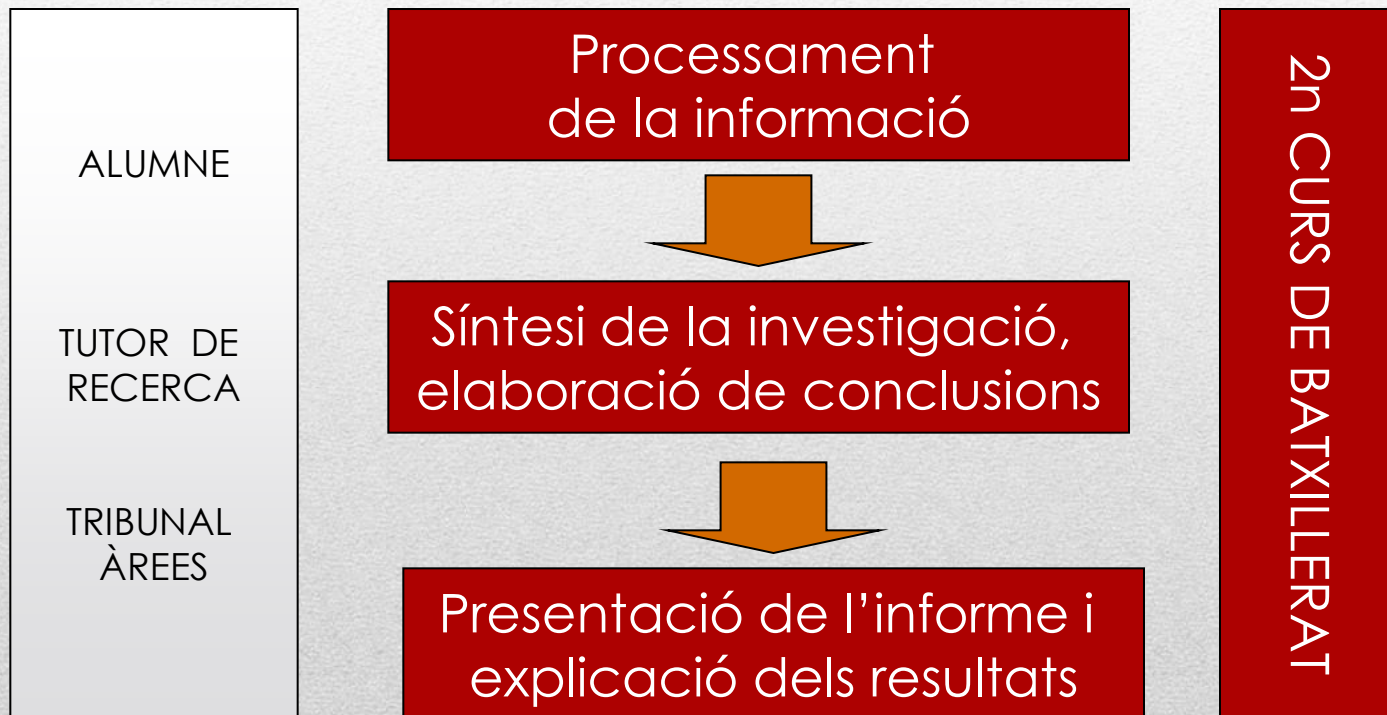 ALUMNE
TUTOR DE
RECERCA
TRIBUNAL
ÀREES
Processament
de la informació
Síntesi de la investigació,
elaboració de conclusions
Presentació de l’informe i
explicació dels resultats
2n CURS DE BATXILLERAT